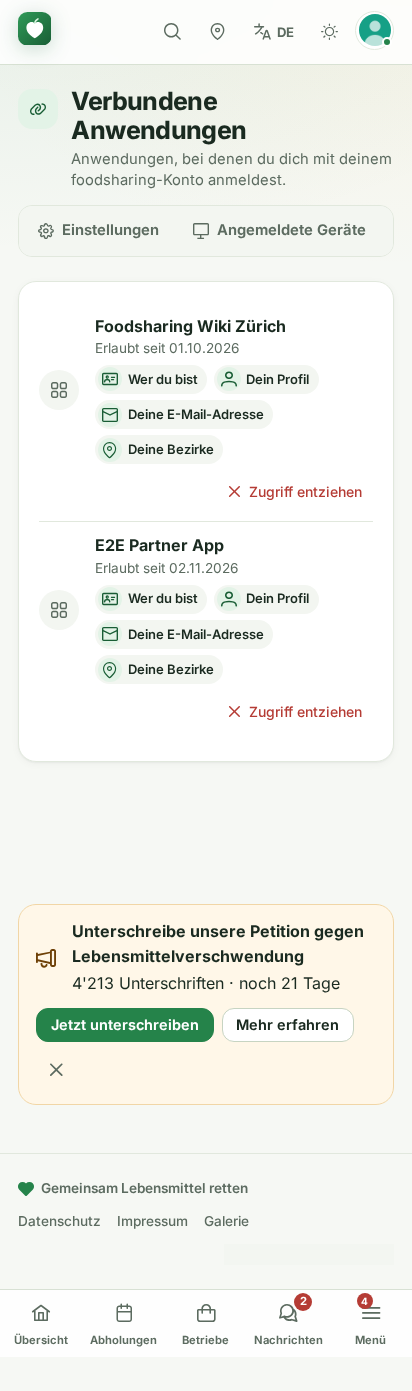 DE
Verbundene
Anwendungen
Anwendungen, bei denen du dich mit deinem
foodsharing-Konto anmeldest.
Einstellungen
Angemeldete Geräte
Foodsharing Wiki Zürich
Erlaubt seit 01.10.2026
Wer du bist
Dein Profil
Deine E-Mail-Adresse
Deine Bezirke
Zugriff entziehen
E2E Partner App
Erlaubt seit 02.11.2026
Wer du bist
Dein Profil
Deine E-Mail-Adresse
Deine Bezirke
Zugriff entziehen
Unterschreibe unsere Petition gegen
Lebensmittelverschwendung
4'213 Unterschriften · noch 21 Tage
Jetzt unterschreiben
Mehr erfahren
Gemeinsam Lebensmittel retten
Datenschutz Impressum Galerie
2
4
Übersicht
Abholungen
Betriebe
Nachrichten
Menü